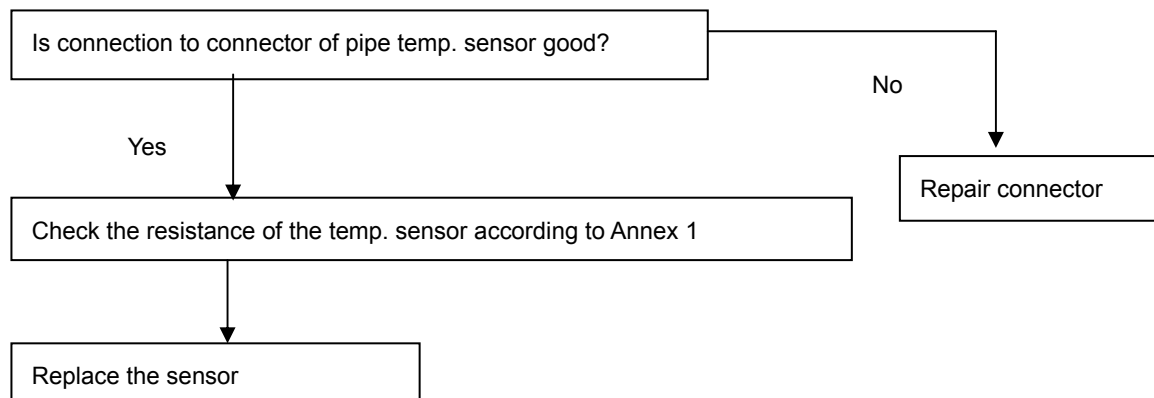 Is connection to connector of pipe temp. sensor good?
No
Yes
Repair connector
Check the resistance of the temp. sensor according to Annex 1
Replace the sensor